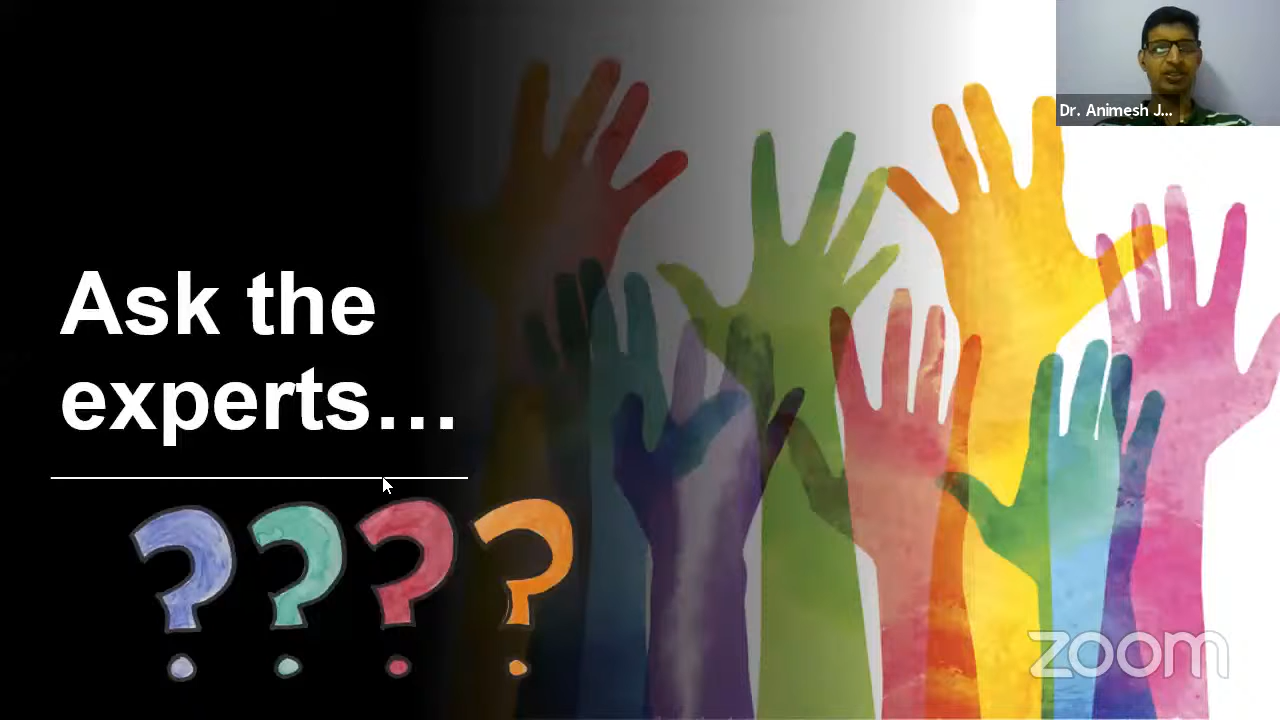 Dr. Animesh J...
Ask the
experts...
? ? ? ?
zoom